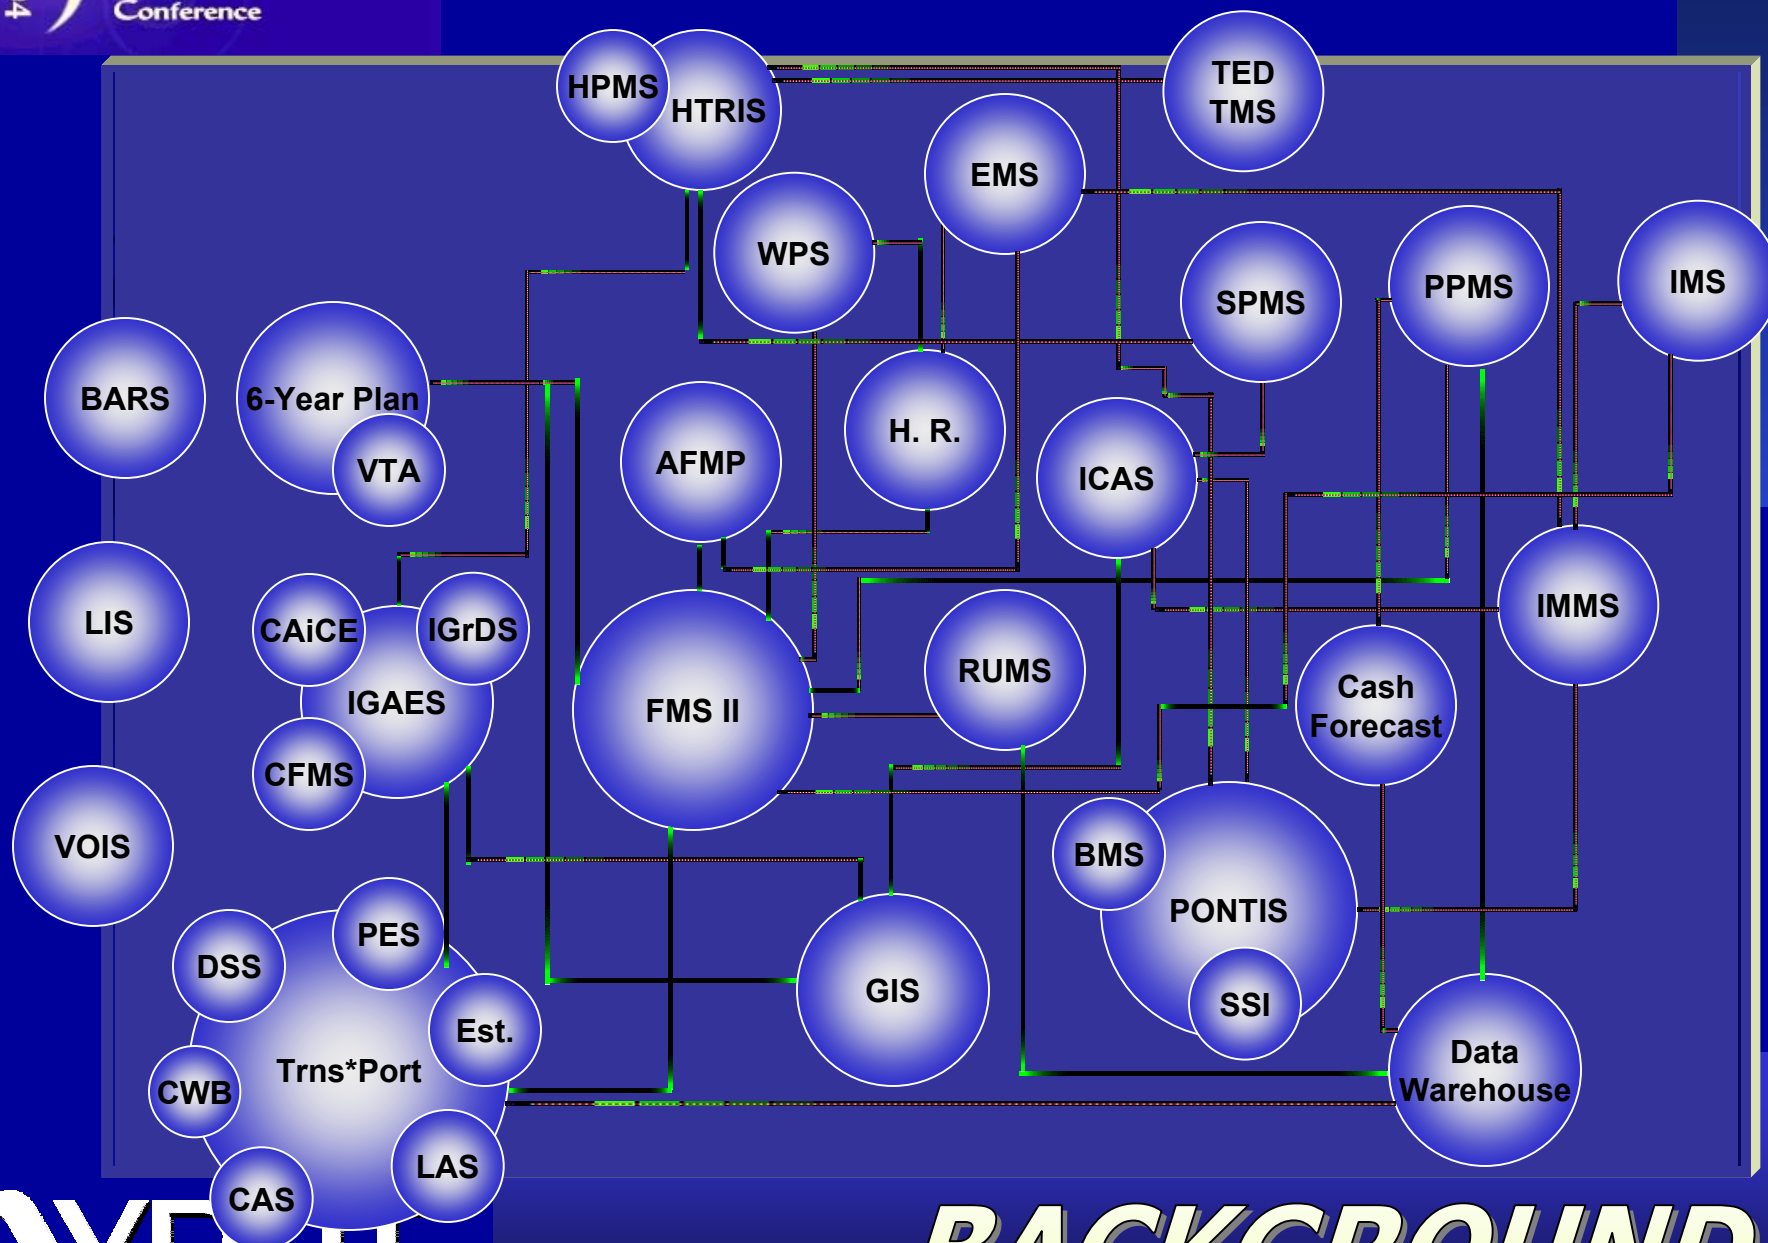 4
Conference
HPMS
HTRIS
TED
TMS
EMS
WPS
SPMS
PPMS
IMS
BARS
6-Year Plan
VTA
AFMP
H. R.
ICAS
LIS
CAiCE
IGrDS
IGAES
CFMS
FMS II
RUMS
Cash
Forecast
IMMS
VOIS
BMS
PONTIS
SSI
DSS
PES
Est.
Trns*Port
CWB
CAS
LAS
GIS
Data
Warehouse
BACKGROUND